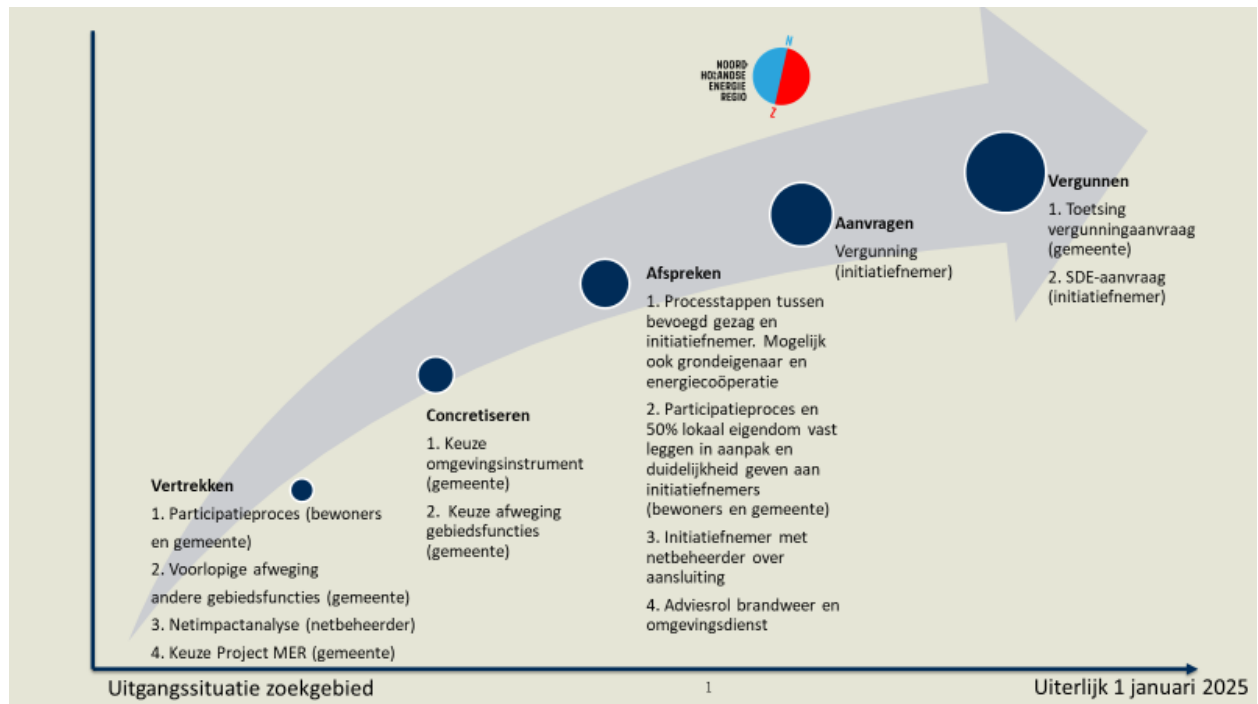 N
NOORD
HOLLANDSE
ENERGIE
REGIO
Z
Vergunnen
1. Toetsing
vergunningaanvraag
(gemeente)
2. SDE-aanvraag
(initiatiefnemer)
Aanvragen
Vergunning
(initiatiefnemer)
Afspreken
1. Processtappen tussen
bevoegd gezag en
initiatiefnemer. Mogelijk
ook grondeigenaar en
energiecoöperatie
2. Participatieproces en
50% lokaal eigendom vast
leggen in aanpak en
duidelijkheid geven aan
initiatiefnemers
(bewoners en gemeente)
3. Initiatiefnemer met
netbeheerder over
aansluiting
4. Adviesrol brandweer en
omgevingsdienst
Concretiseren
1. Keuze
omgevingsinstrument
(gemeente)
2. Keuze afweging
gebiedsfuncties
(gemeente)
Vertrekken
1. Participatieproces (bewoners
en gemeente)
2. Voorlopige afweging
andere gebiedsfuncties (gemeente)
3. Netimpactanalyse (netbeheerder)
4. Keuze Project MER (gemeente)
Uitgangssituatie zoekgebied
1
Uiterlijk 1 januari 2025